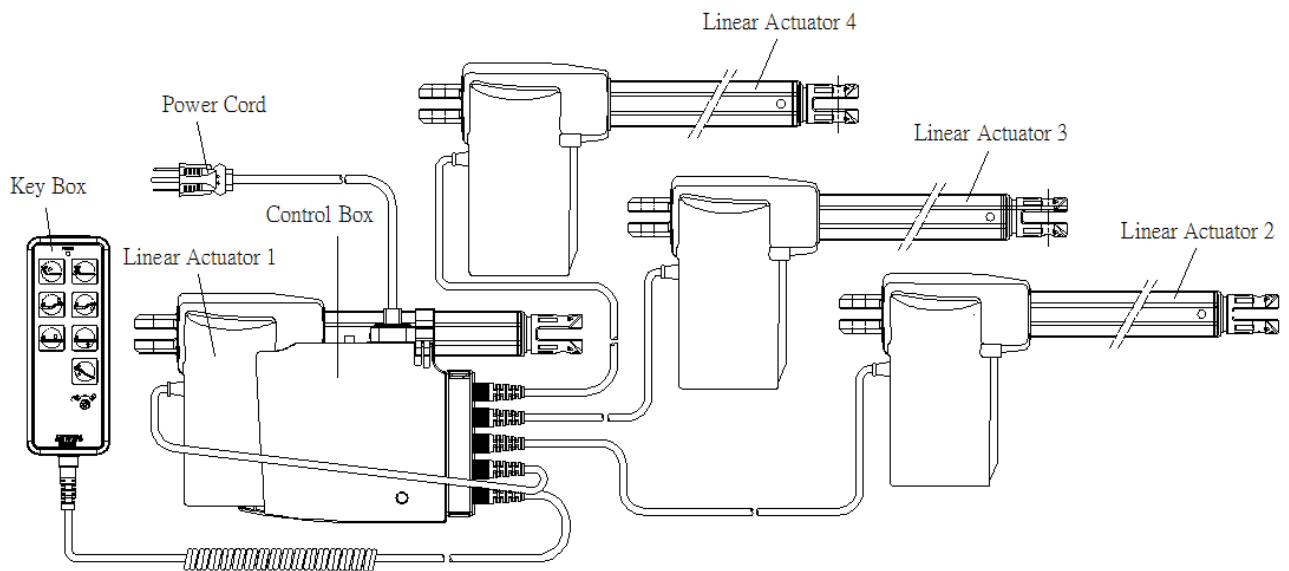 Linear Actuator 4
Power Cord
Linear Actuator 3
Key Box
Control Box
Linear Actuator 2
Linear Actuator 1